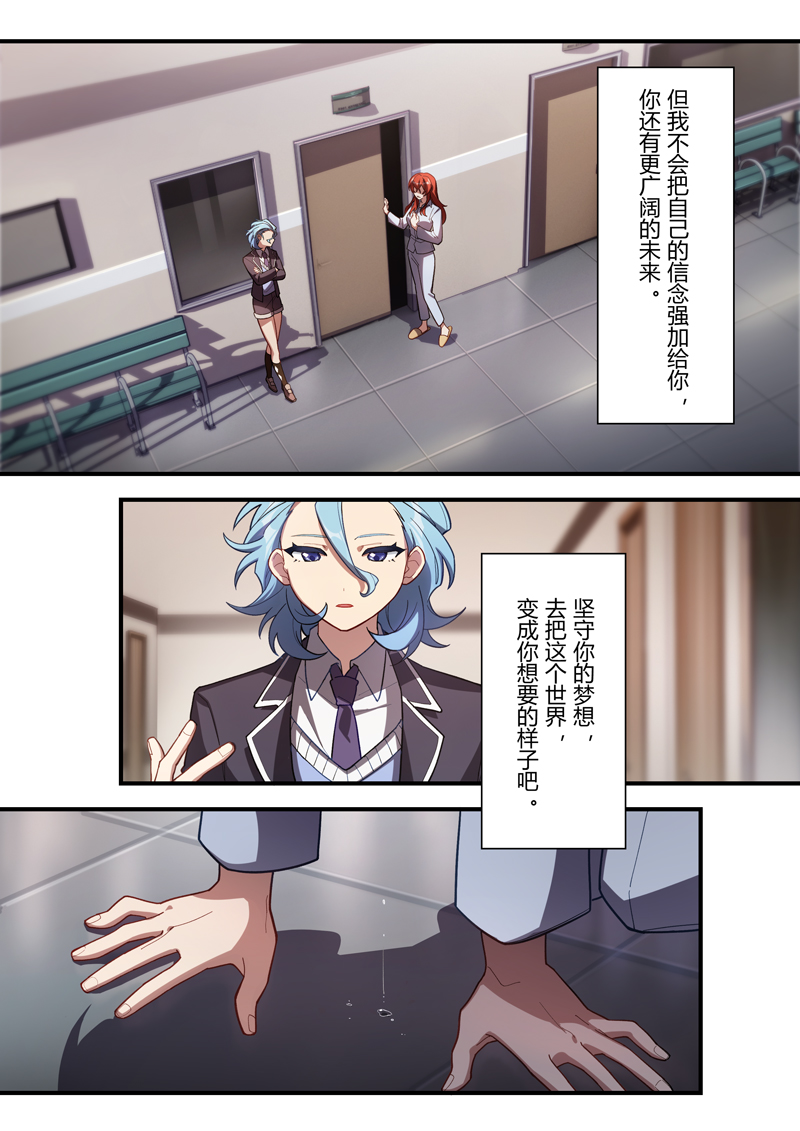 但我不会把自己的信念强加给你，
你还有更广阔的未来。
坚守你的梦想，
去把这个世界，
变成你想要的样子吧。